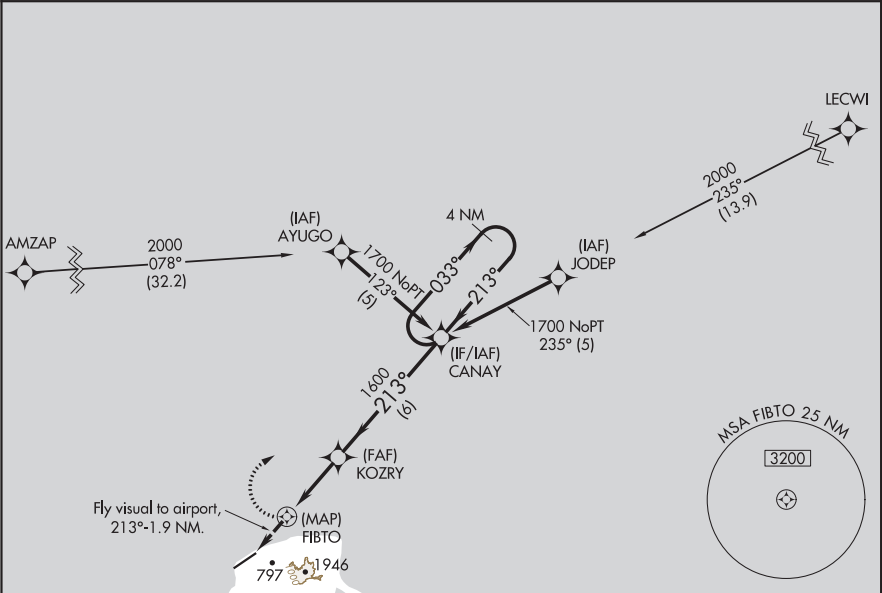 LECWI
2000
235°
(13.9)
4 NM
(IAF)
AYUGO
(IAF)
JODEP
AMZAP
2000
078°
(32.2)
1700 NoPT
123°
(5)
033°
213°
1700 NoPT
235° (5)
(IF/IAF)
CANAY
1600
213°
(6)
(FAF)
KOZRY
MSA FIBTO 25 NM
3200
Fly visual to airport,
213°-1.9 NM.
(MAP)
FIBTO
797
1946